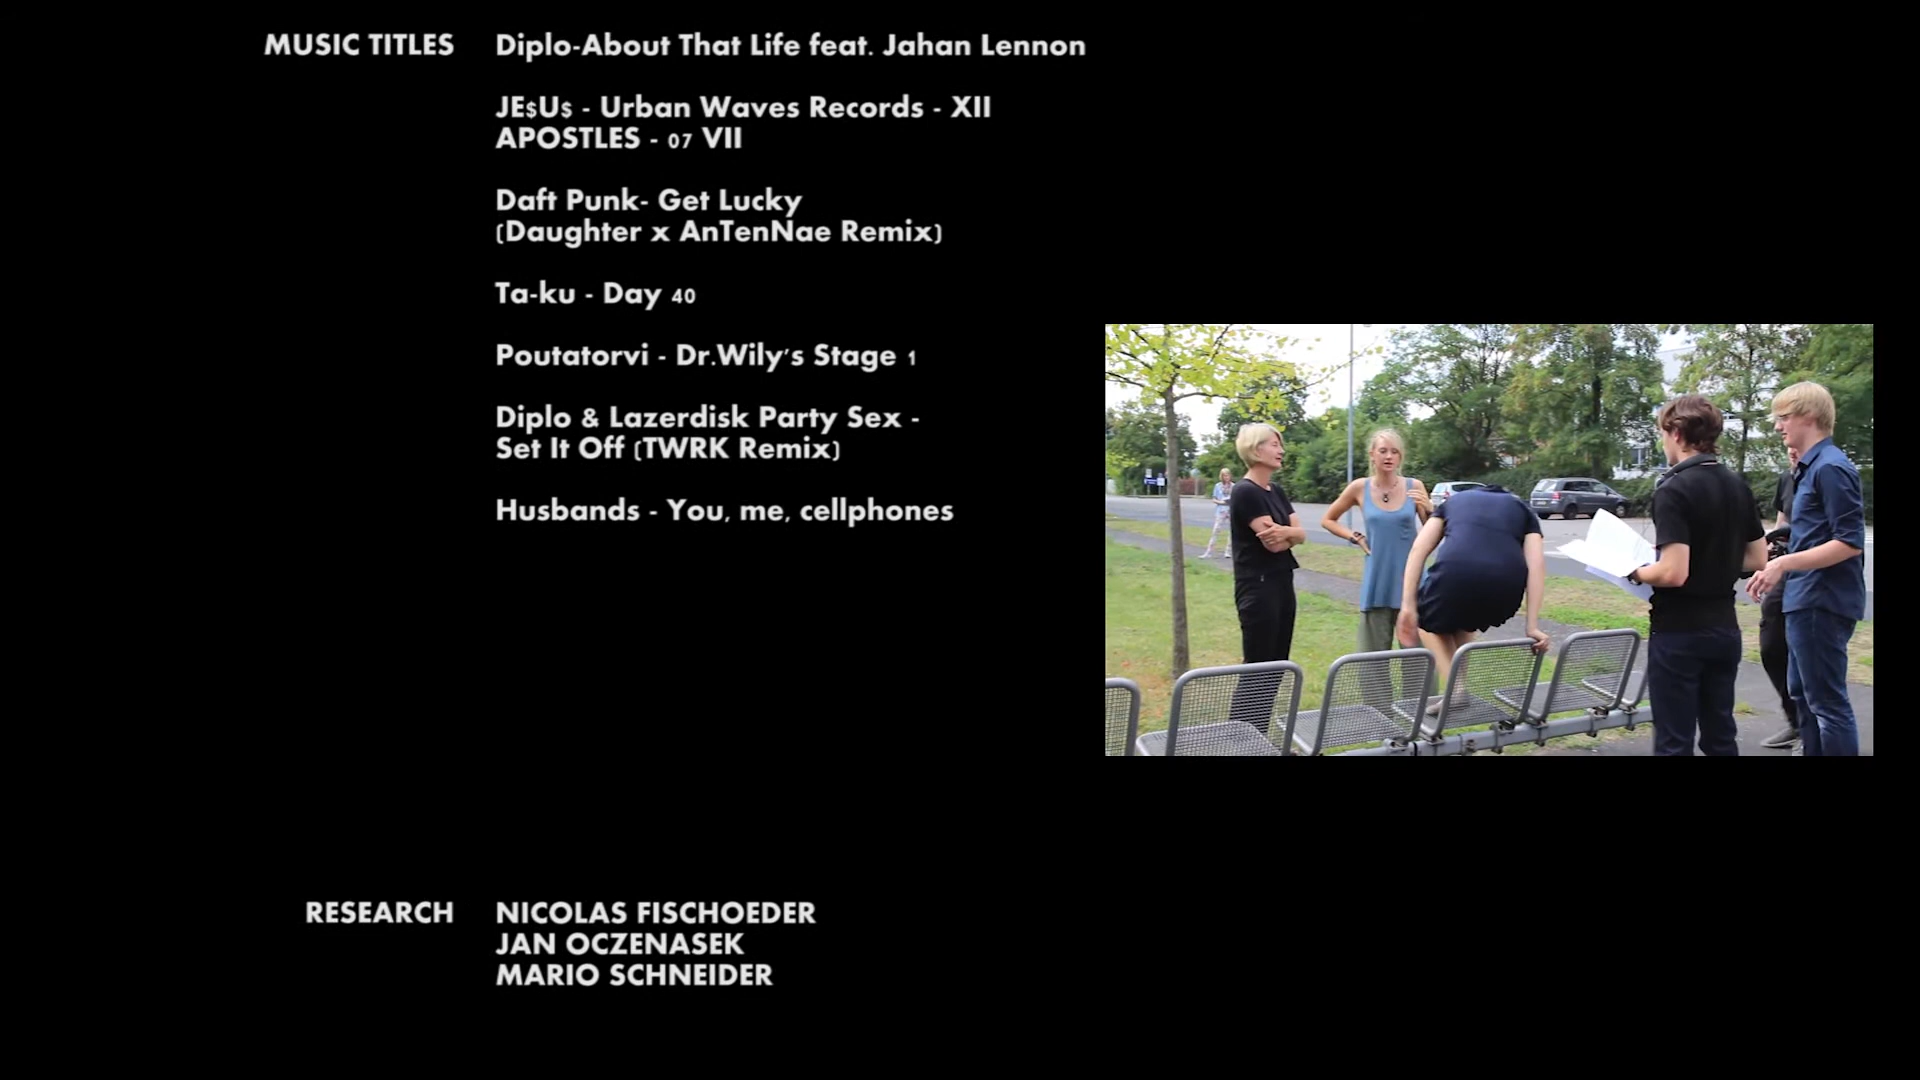 MUSIC TITLES Diplo-About That Life feat. Jahan Lennon
JE$U$ - Urban Waves Records - XII
APOSTLES - 07 VII
Daft Punk- Get Lucky
(Daughter x AnTenNae Remix)
Ta-ku - Day 40
Poutatorvi - Dr.Wily's Stage 1
Diplo & Lazerdisk Party Sex -
Set It Off (TWRK Remix)
Husbands - You, me, cellphones
RESEARCH NICOLAS FISCHOEDER
JAN OCZENASEK
MARIO SCHNEIDER